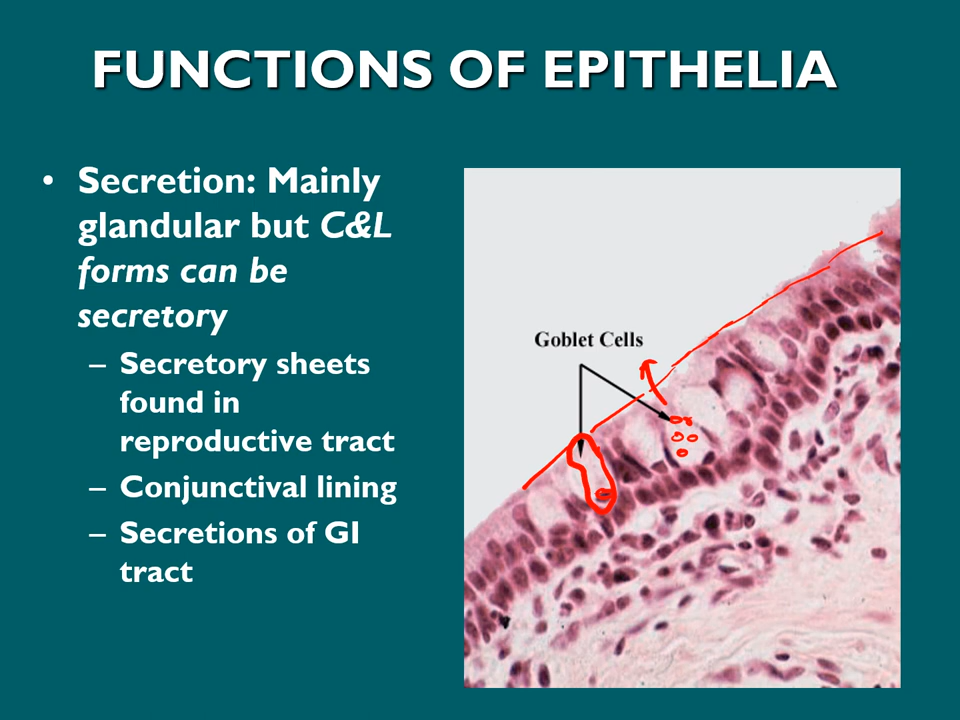 FUNCTIONS OF EPITHELIA
• Secretion: Mainly
glandular but C&L
forms can be
secretory
– Secretory sheets
found in
reproductive tract
– Conjunctival lining
– Secretions of GI
tract
Goblet Cells